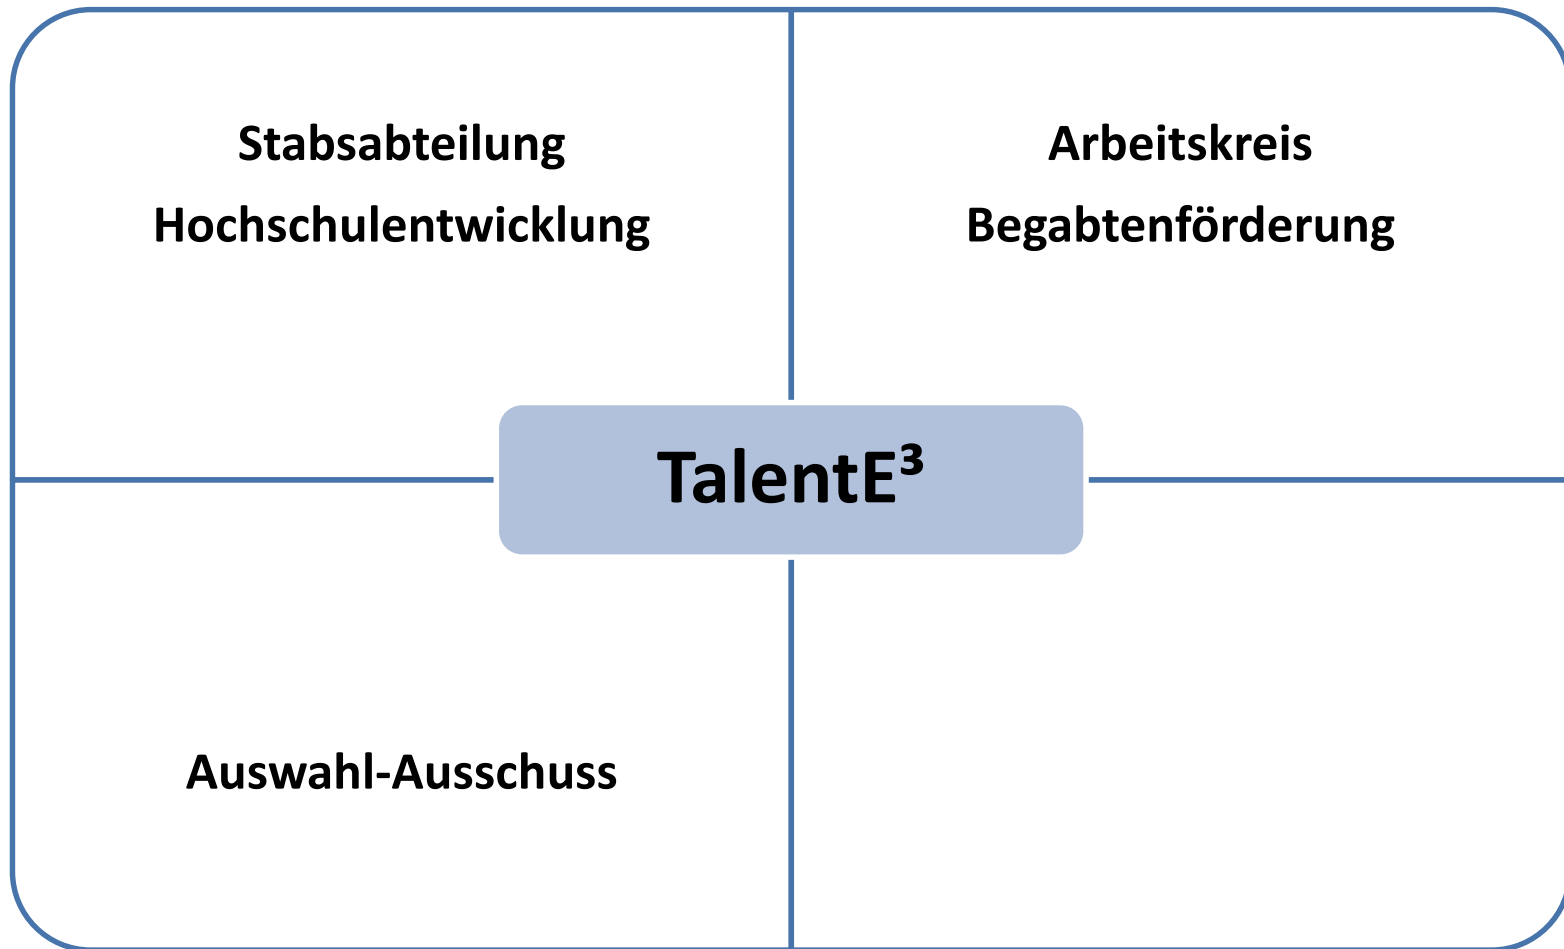 Stabsabteilung
Hochschulentwicklung
Arbeitskreis
Begabtenförderung
TalentE³
Auswahl-Ausschuss